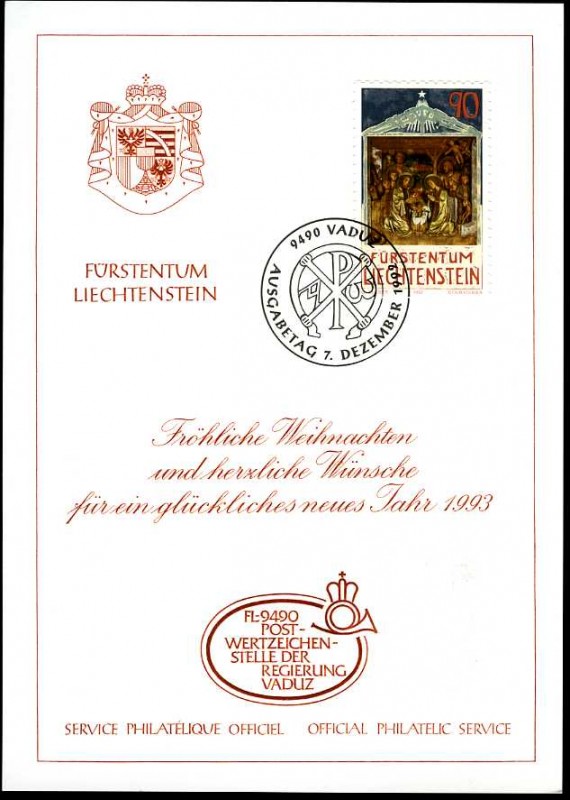 90
FÜRSTENTUM
LIECHTENSTEIN
9490 VADUZ
AUSGABETAG 7. DEZEMBER 1992
FÜRSTENTUM
LIECHTENSTEIN
Fröhliche Weihnachten
und herzliche Wünsche
für ein glückliches neues Jahr 1993
FL-9490
POST-
WERTZEICHEN-
STELLE DER
REGIERUNG
VADUZ
SERVICE PHILATÉLIQUE OFFICIEL OFFICIAL PHILATELIC SERVICE